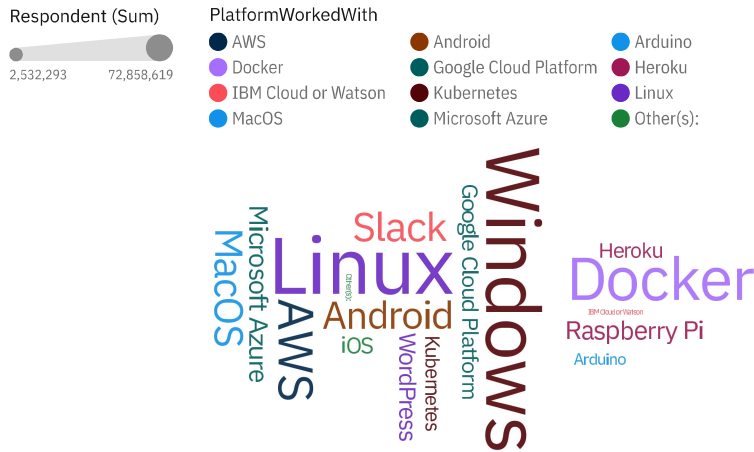 Respondent (Sum)
2,532,293 72,858,619
PlatformWorkedWith
AWS Android Arduino
Docker Google Cloud Platform Heroku
IBM Cloud or Watson Kubernetes Linux
MacOS Microsoft Azure Other(s):
MacOS
Microsoft Azure
Linux
AWS
Slack
Other(s):
Android
iOS
WordPress
Kubernetes
Google Cloud Platform
Windows
Heroku
Docker
IBM Cloud or Watson
Raspberry Pi
Arduino